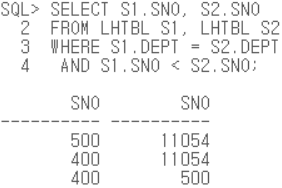 SQL> SELECT S1.SNO, S2.SNO
  2  FROM LHTBL S1, LHTBL S2
  3  WHERE S1.DEPT = S2.DEPT
  4   AND S1.SNO < S2.SNO;
       SNO        SNO
---------- ----------
       500      11054
       400      11054
       400        500